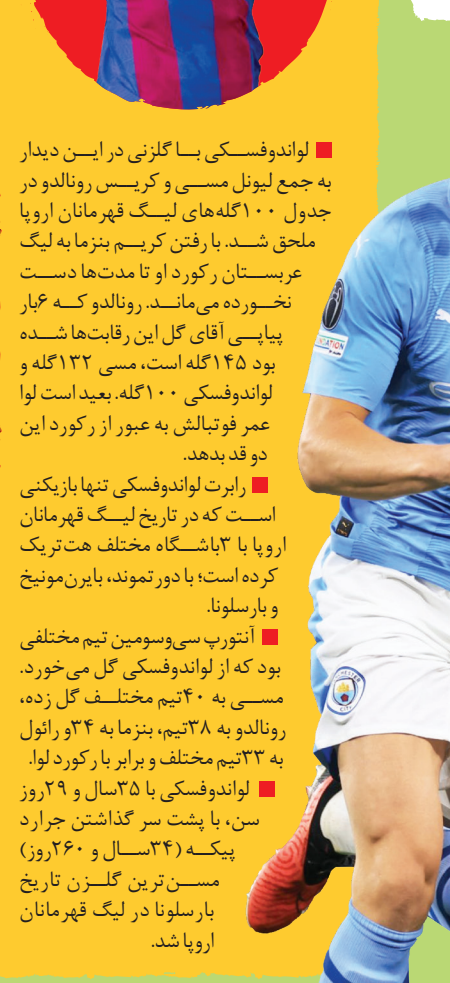 لواندوفسکی با گلزنی در این دیدار
به جمع لیونل مسی و کریس رونالدو در
جدول ۱۰۰گله‌های لیگ قهرمانان اروپا
ملحق شد. با رفتن کریم بنزما به لیگ
عربستان رکورد او تا مدت‌ها دست
نخورده می‌ماند. رونالدو که ۶بار
پیاپی آقای گل این رقابت‌ها شده
بود ۱۴۵گله است، مسی ۱۳۲گله و
لواندوفسکی ۱۰۰گله. بعید است لوا
عمر فوتبالش به عبور از رکورد این
دو قد بدهد.
رابرت لواندوفسکی تنها بازیکنی
است که در تاریخ لیگ قهرمانان
اروپا با ۳باشگاه مختلف هت‌تریک
کرده است؛ با دورتموند، بایرن‌مونیخ
و بارسلونا.
آنتورپ سی‌وسومین تیم مختلفی
بود که از لواندوفسکی گل می‌خورد.
مسی به ۴۰تیم مختلف گل زده،
رونالدو به ۳۸تیم، بنزما به ۳۴و رائول
به ۳۳تیم مختلف و برابر با رکورد لوا.
لواندوفسکی با ۳۵سال و ۲۹روز
سن، با پشت سر گذاشتن جرارد
پیکه (۳۴سال و ۲۶۰روز)
مسن‌ترین گلزن تاریخ
بارسلونا در لیگ قهرمانان
اروپا شد.
MANCHESTER
CITY